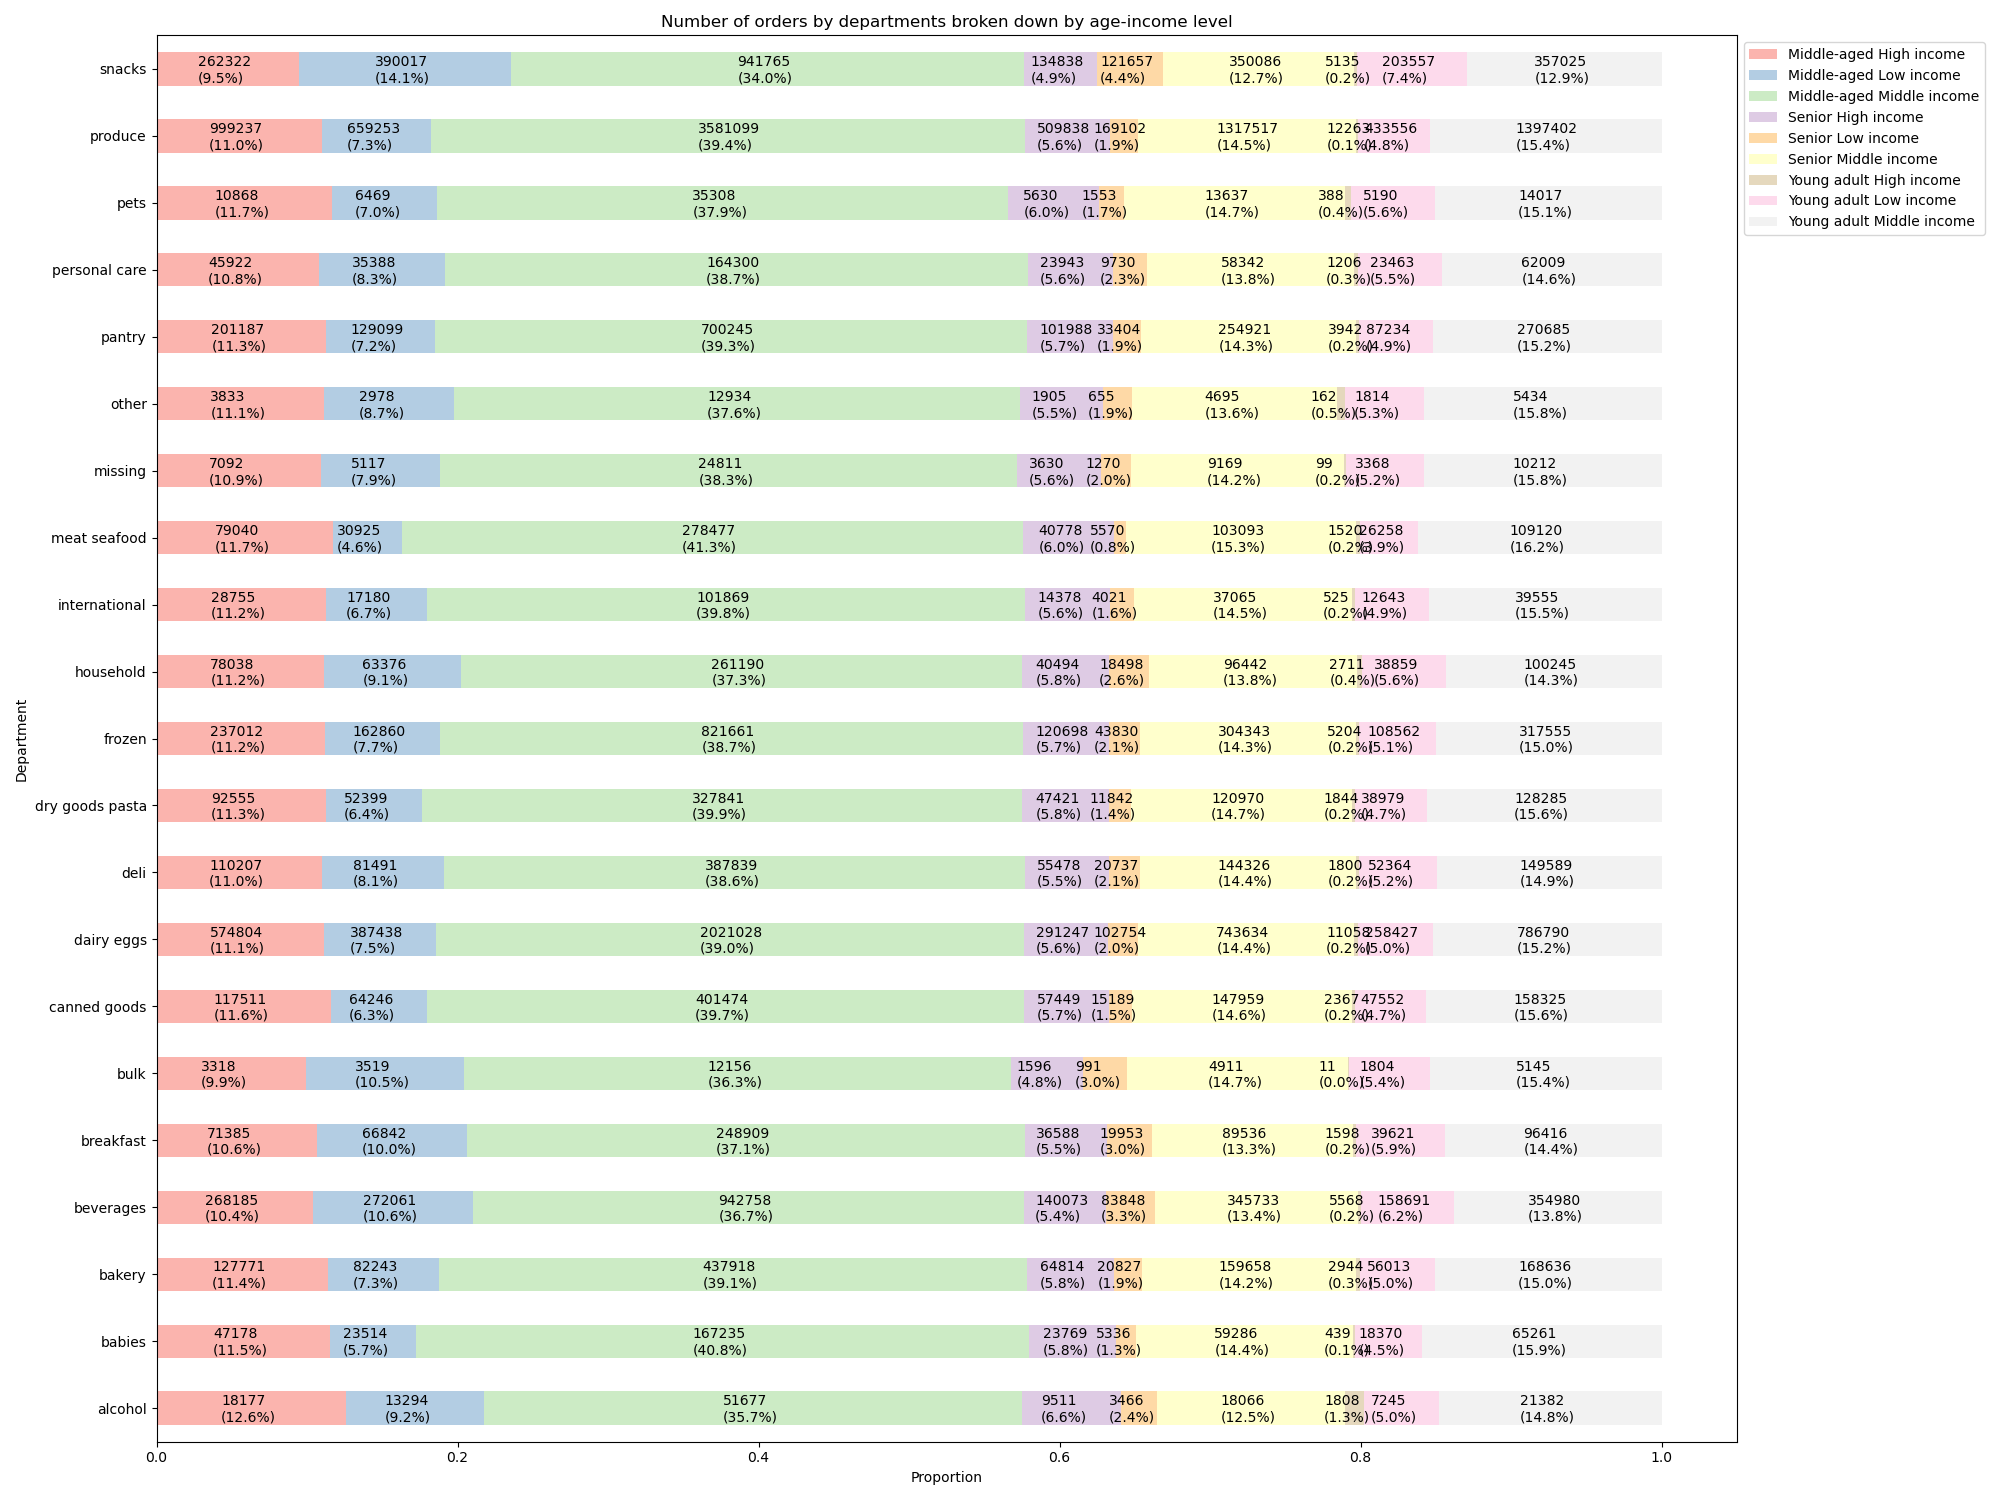 Number of orders by departments broken down by age-income level
snacks
262322 390017 941765 134838 121657 350086 5135 203557 357025
(9.5%) (14.1%) (34.0%) (4.9%) (4.4%) (12.7%) (0.2%) (7.4%) (12.9%)
produce
999237 659253 3581099 509838 169102 1317517 12263 433556 1397402
(11.0%) (7.3%) (39.4%) (5.6%) (1.9%) (14.5%) (0.1%) (4.8%) (15.4%)
pets
10868 6469 35308 5630 1553 13637 388 5190 14017
(11.7%) (7.0%) (37.9%) (6.0%) (1.7%) (14.7%) (0.4%) (5.6%) (15.1%)
personal care
45922 35388 164300 23943 9730 58342 1206 23463 62009
(10.8%) (8.3%) (38.7%) (5.6%) (2.3%) (13.8%) (0.3%) (5.5%) (14.6%)
pantry
201187 129099 700245 101988 33404 254921 3942 87234 270685
(11.3%) (7.2%) (39.3%) (5.7%) (1.9%) (14.3%) (0.2%) (4.9%) (15.2%)
other
3833 2978 12934 1905 655 4695 162 1814 5434
(11.1%) (8.7%) (37.6%) (5.5%) (1.9%) (13.6%) (0.5%) (5.3%) (15.8%)
missing
7092 5117 24811 3630 1270 9169 99 3368 10212
(10.9%) (7.9%) (38.3%) (5.6%) (2.0%) (14.2%) (0.2%) (5.2%) (15.8%)
meat seafood
79040 30925 278477 40778 5570 103093 1520 26258 109120
(11.7%) (4.6%) (41.3%) (6.0%) (0.8%) (15.3%) (0.2%) (3.9%) (16.2%)
international
28755 17180 101869 14378 4021 37065 525 12643 39555
(11.2%) (6.7%) (39.8%) (5.6%) (1.6%) (14.5%) (0.2%) (4.9%) (15.5%)
household
78038 63376 261190 40494 18498 96442 2711 38859 100245
(11.2%) (9.1%) (37.3%) (5.8%) (2.6%) (13.8%) (0.4%) (5.6%) (14.3%)
frozen
237012 162860 821661 120698 43830 304343 5204 108562 317555
(11.2%) (7.7%) (38.7%) (5.7%) (2.1%) (14.3%) (0.2%) (5.1%) (15.0%)
dry goods pasta
92555 52399 327841 47421 11842 120970 1844 38979 128285
(11.3%) (6.4%) (39.9%) (5.8%) (1.4%) (14.7%) (0.2%) (4.7%) (15.6%)
deli
110207 81491 387839 55478 20737 144326 1800 52364 149589
(11.0%) (8.1%) (38.6%) (5.5%) (2.1%) (14.4%) (0.2%) (5.2%) (14.9%)
dairy eggs
574804 387438 2021028 291247 102754 743634 11058 258427 786790
(11.1%) (7.5%) (39.0%) (5.6%) (2.0%) (14.4%) (0.2%) (5.0%) (15.2%)
canned goods
117511 64246 401474 57449 15189 147959 2367 47552 158325
(11.6%) (6.3%) (39.7%) (5.7%) (1.5%) (14.6%) (0.2%) (4.7%) (15.6%)
bulk
3318 3519 12156 1596 991 4911 11 1804 5145
(9.9%) (10.5%) (36.3%) (4.8%) (3.0%) (14.7%) (0.0%) (5.4%) (15.4%)
breakfast
71385 66842 248909 36588 19953 89536 1598 39621 96416
(10.6%) (10.0%) (37.1%) (5.5%) (3.0%) (13.3%) (0.2%) (5.9%) (14.4%)
beverages
268185 272061 942758 140073 83848 345733 5568 158691 354980
(10.4%) (10.6%) (36.7%) (5.4%) (3.3%) (13.4%) (0.2%) (6.2%) (13.8%)
bakery
127771 82243 437918 64814 20827 159658 2944 56013 168636
(11.4%) (7.3%) (39.1%) (5.8%) (1.9%) (14.2%) (0.3%) (5.0%) (15.0%)
babies
47178 23514 167235 23769 5336 59286 439 18370 65261
(11.5%) (5.7%) (40.8%) (5.8%) (1.3%) (14.4%) (0.1%) (4.5%) (15.9%)
alcohol
18177 13294 51677 9511 3466 18066 1808 7245 21382
(12.6%) (9.2%) (35.7%) (6.6%) (2.4%) (12.5%) (1.3%) (5.0%) (14.8%)
0.0 0.2 0.4 0.6 0.8 1.0
Proportion
Department
Middle-aged High income
Middle-aged Low income
Middle-aged Middle income
Senior High income
Senior Low income
Senior Middle income
Young adult High income
Young adult Low income
Young adult Middle income